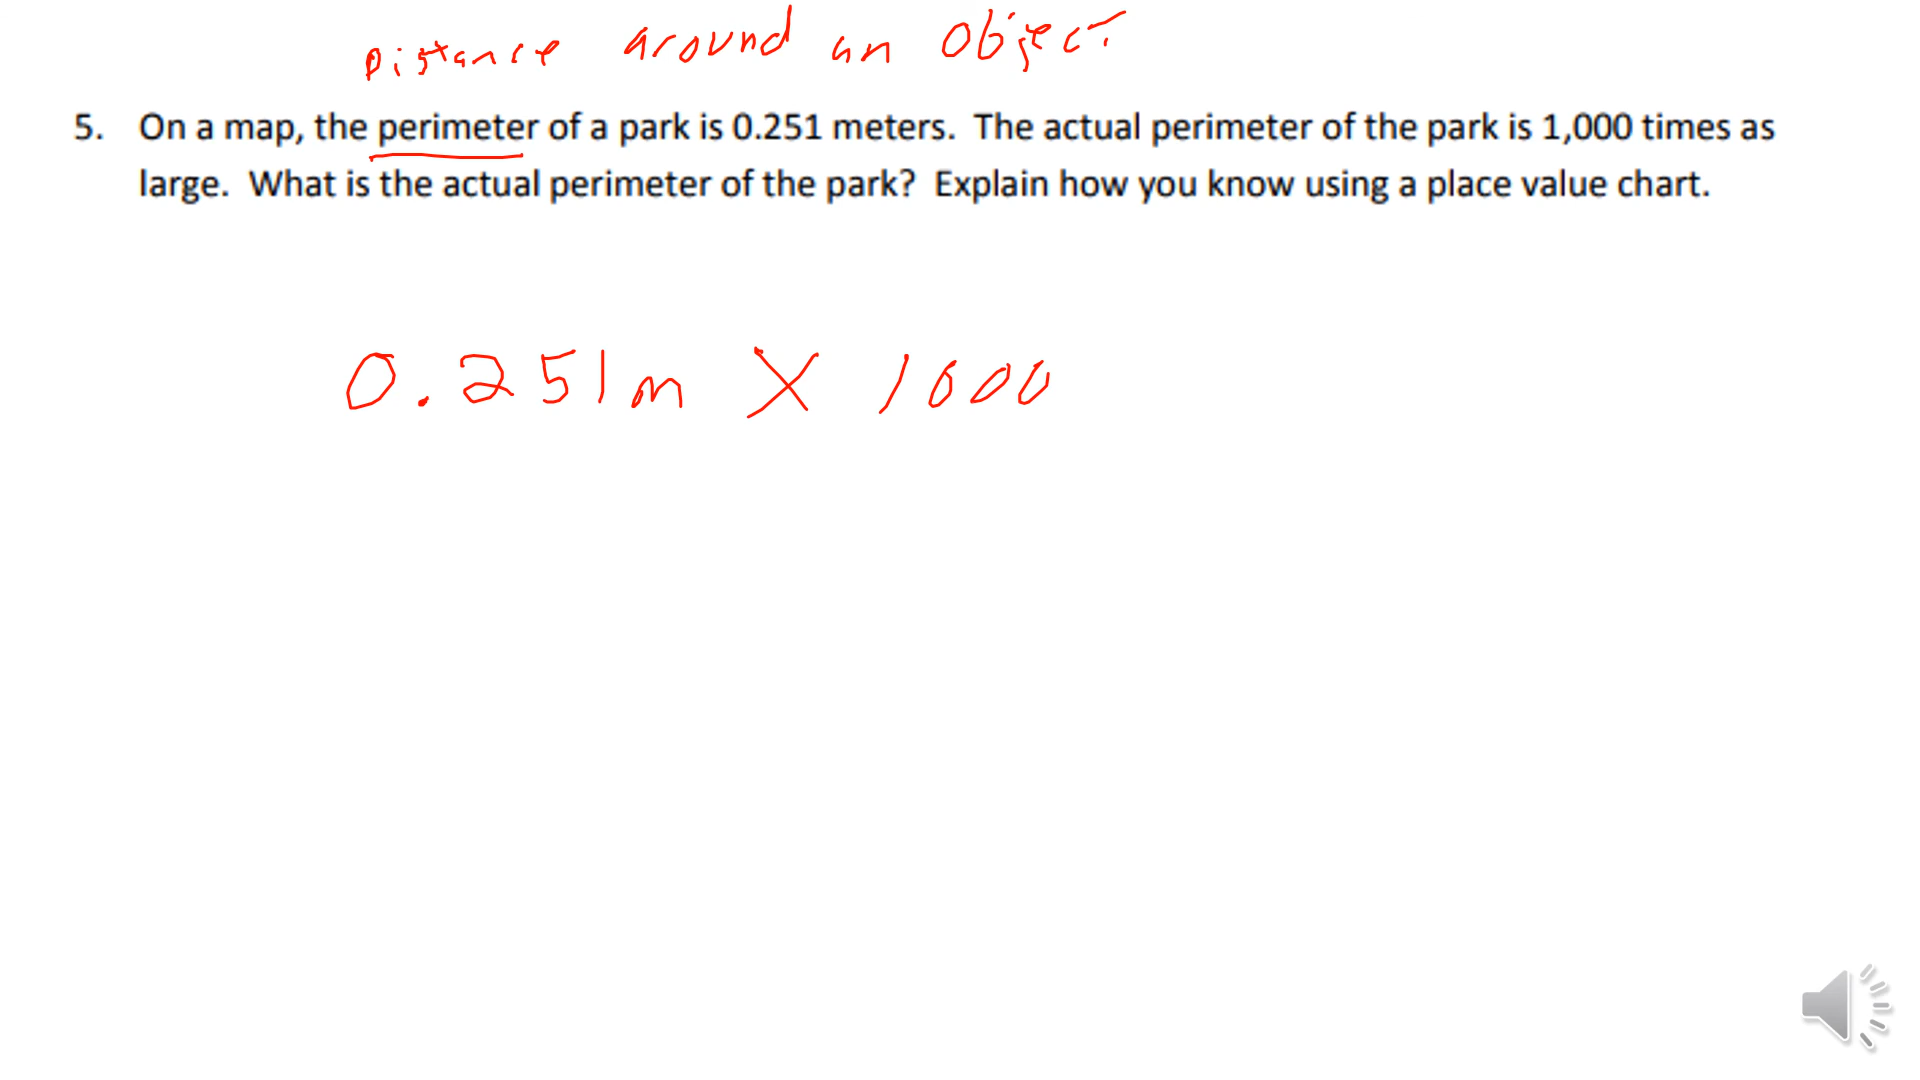 Distance around an Object.
5. On a map, the perimeter of a park is 0.251 meters. The actual perimeter of the park is 1,000 times as
large. What is the actual perimeter of the park? Explain how you know using a place value chart.
0.251m X 1000